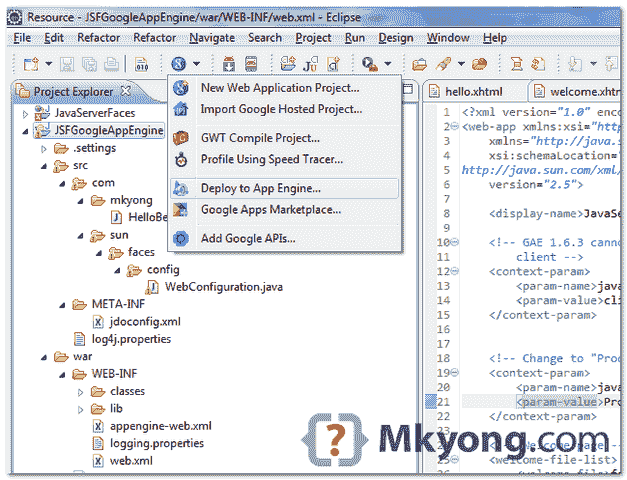 Resource - JSFGoogleAppEngine/war/WEB-INF/web.xml - Eclipse
File Edit Refactor Refactor Navigate Search Project Run Design Window Help
Project Explorer
JavaServerFaces
JSFGoogleAppEngine
.settings
src
com
mkyong
HelloBe
sun
faces
config
WebConfiguration.java
META-INF
jdoconfig.xml
log4j.properties
war
WEB-INF
classes
lib
appengine-web.xml
logging.properties
web.xml
New Web Application Project...
Import Google Hosted Project...
GWT Compile Project...
Profile Using Speed Tracer...
Deploy to App Engine...
Google Apps Marketplace...
Add Google APIs...
hello.xhtml
welcome.xhtm
1 <?xml version="1.0" enco
2 <web-app xmlns:xsi="http
3 xmlns="http://java.s
4 xsi:schemaLocation="
5 http://java.sun.com/xml/
6 version="2.5">
7
8 <display-name>JavaSe
9
10 <!-- GAE 1.6.3 canno
11 client -->
12 <context-param>
13 <param-name>java
14 <param-value>cli
15 </context-param>
16
17
18 <!-- Change to "Proc
19 <context-param>
20 <param-name>java
21 <param-value>Pro
22 </context-param>
23
24
25 <welcome-file-list>
{?} Mkyong.com